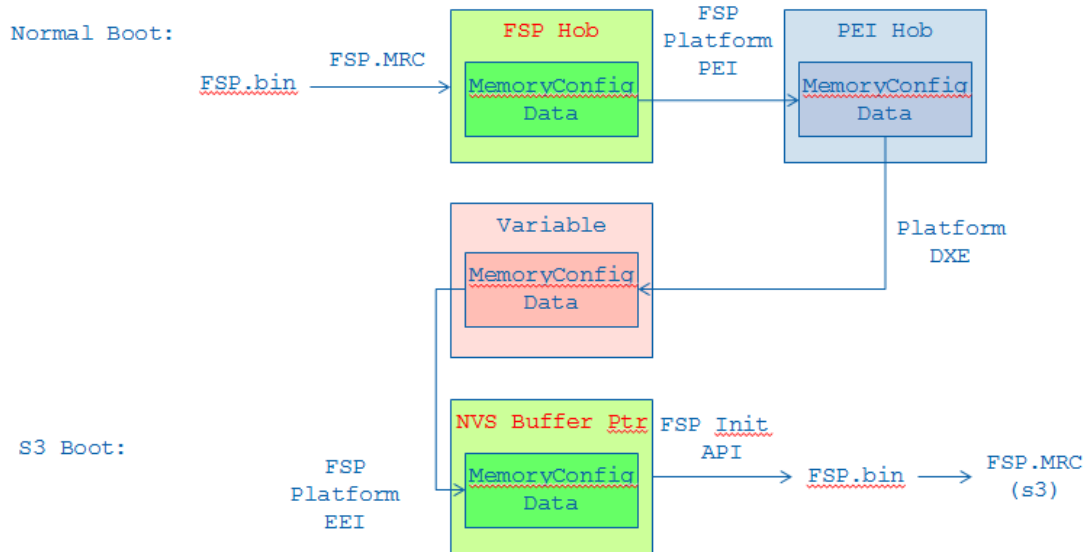 Normal Boot:
FSP.bin
FSP.MRC
FSP Hob
MemoryConfig
Data
FSP
Platform
PEI
PEI Hob
MemoryConfig
Data
Platform
DXE
Variable
MemoryConfig
Data
S3 Boot:
FSP
Platform
EEI
NVS Buffer Ptr
MemoryConfig
Data
FSP Init
API
FSP.bin
FSP.MRC
(s3)